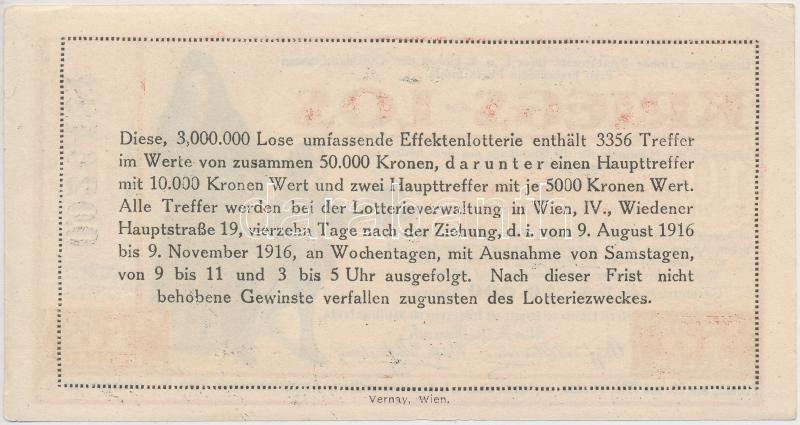 Diese, 3,000.000 Lose umfassende Effektenlotterie enthält 3356 Treffer
im Werte von zusammen 50.000 Kronen, darunter einen Haupttreffer
mit 10.000 Kronen Wert und zwei Haupttreffer mit je 5000 Kronen Wert.
Alle Treffer werden bei der Lotterieverwaltung in Wien, IV., Wiedener
Hauptstraße 19, vierzehn Tage nach der Ziehung, d. i. vom 9. August 1916
bis 9. November 1916, an Wochentagen, mit Ausnahme von Samstagen,
von 9 bis 11 und 3 bis 5 Uhr ausgefolgt. Nach dieser Frist nicht
behobene Gewinste verfallen zugunsten des Lotteriezweckes.
Vernay, Wien.
darabanth